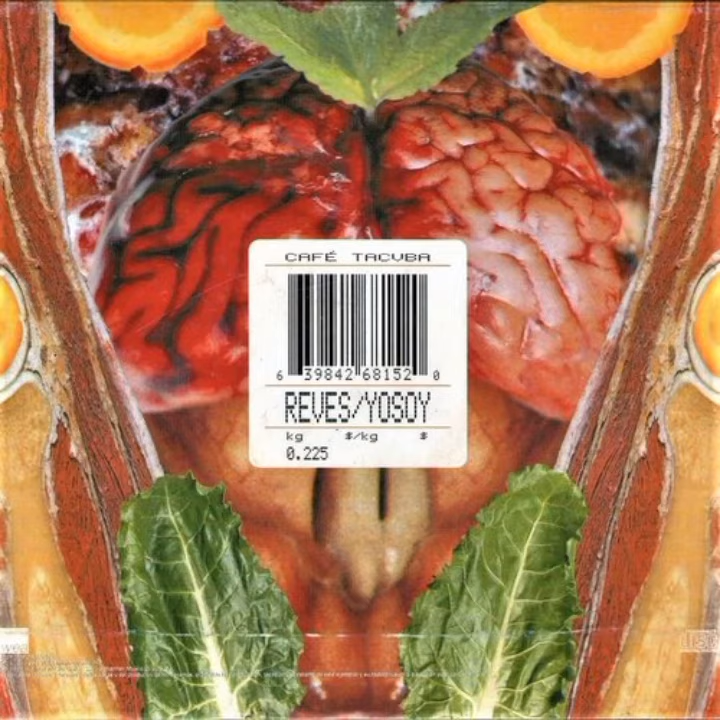 CAFÉ TACVBA
6 39842 68152 0
REVES/YOSOY
kg $/kg $
0.225